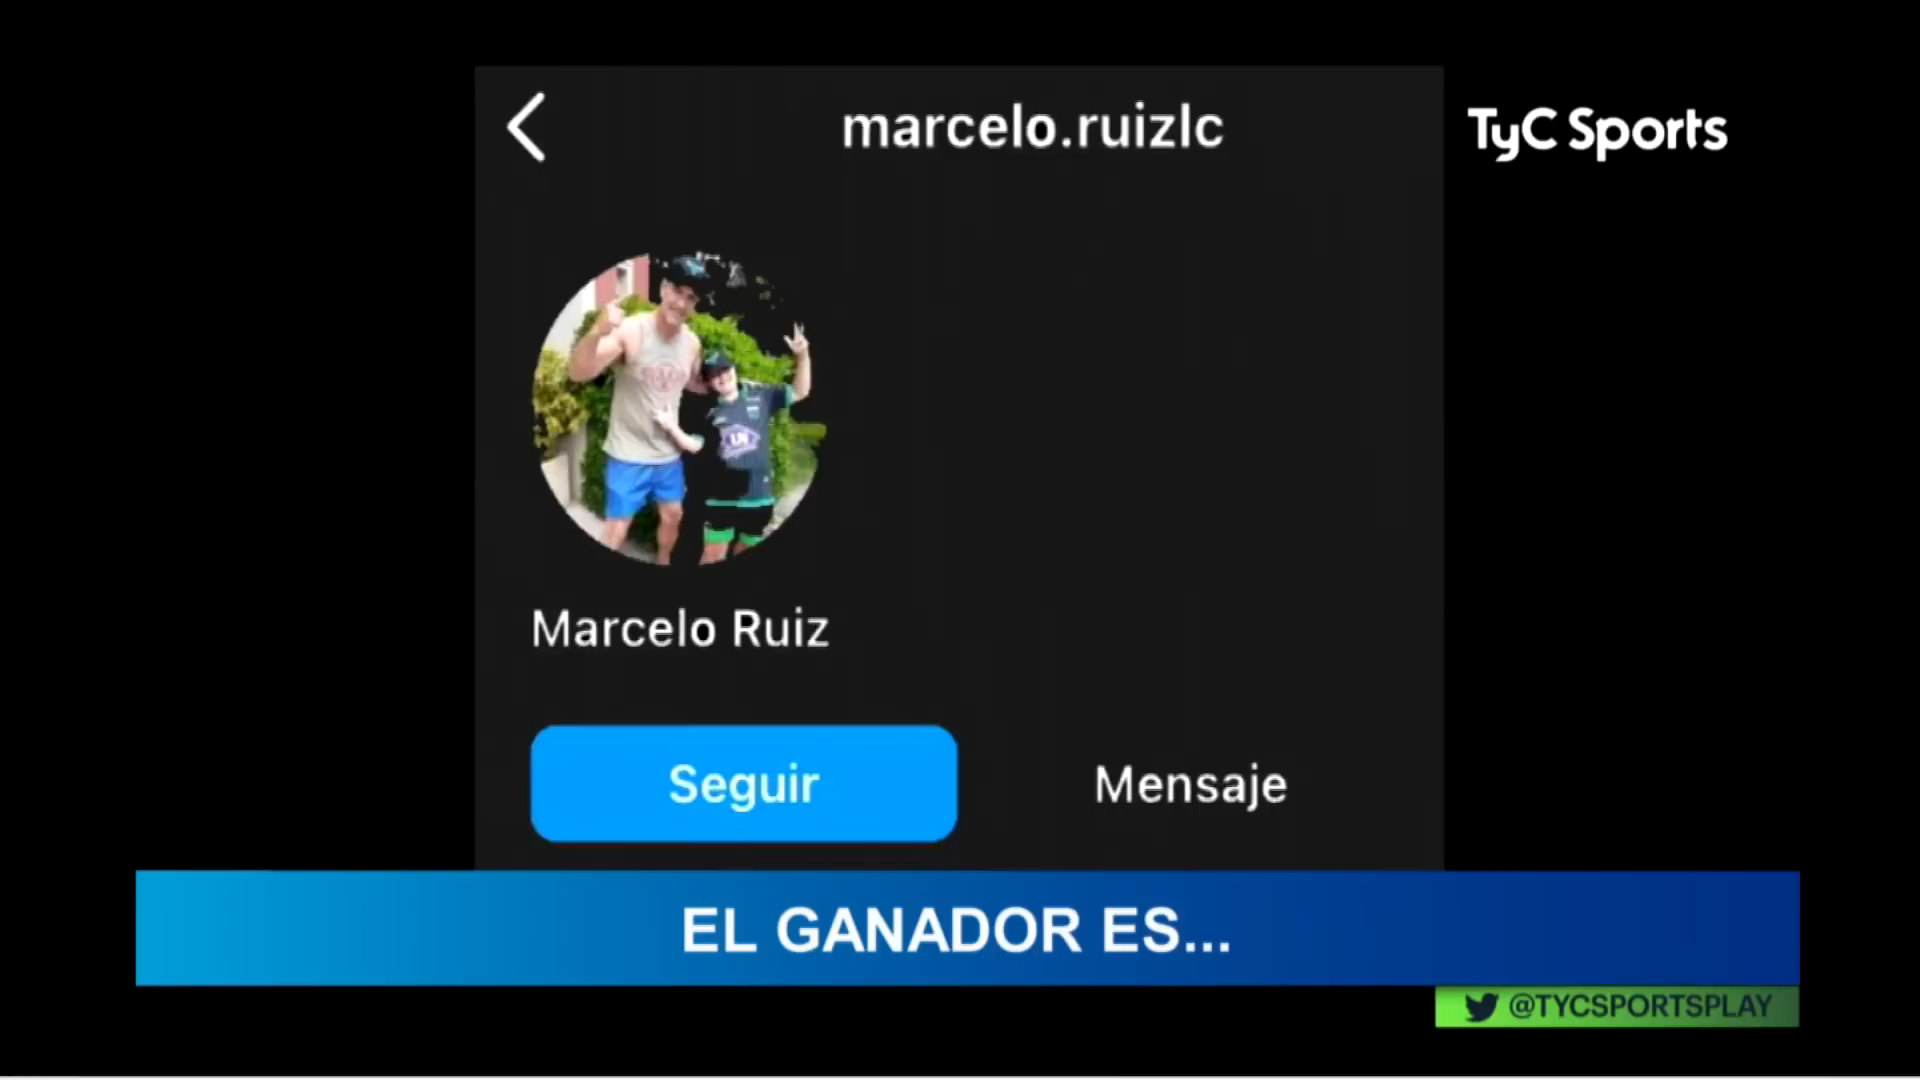 marcelo.ruizlc
TyC Sports
Marcelo Ruiz
Seguir
Mensaje
EL GANADOR ES...
@TYCSPORTSPLAY